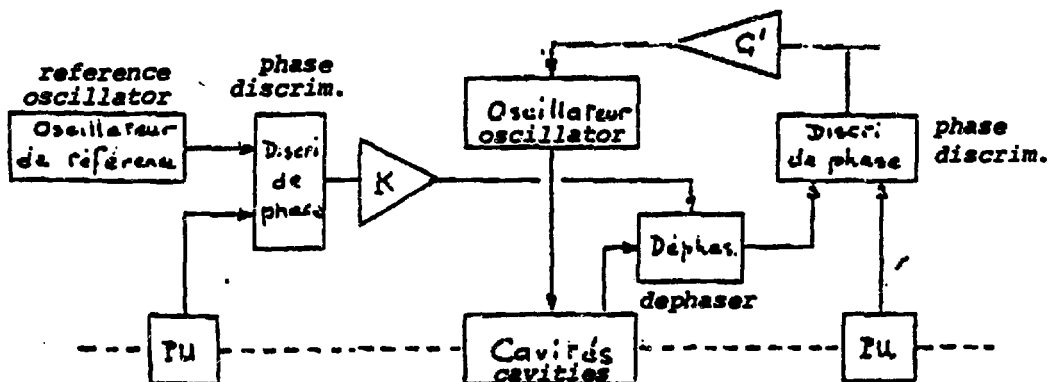 reference
oscillator
Oscillateur
de référence
phase
discrim.
Discri
de
phase
K
Oscillateur
oscillator
G'
Discri
de phase
phase
discrim.
Déphas.
dephaser
PU
Cavités
cavities
PU